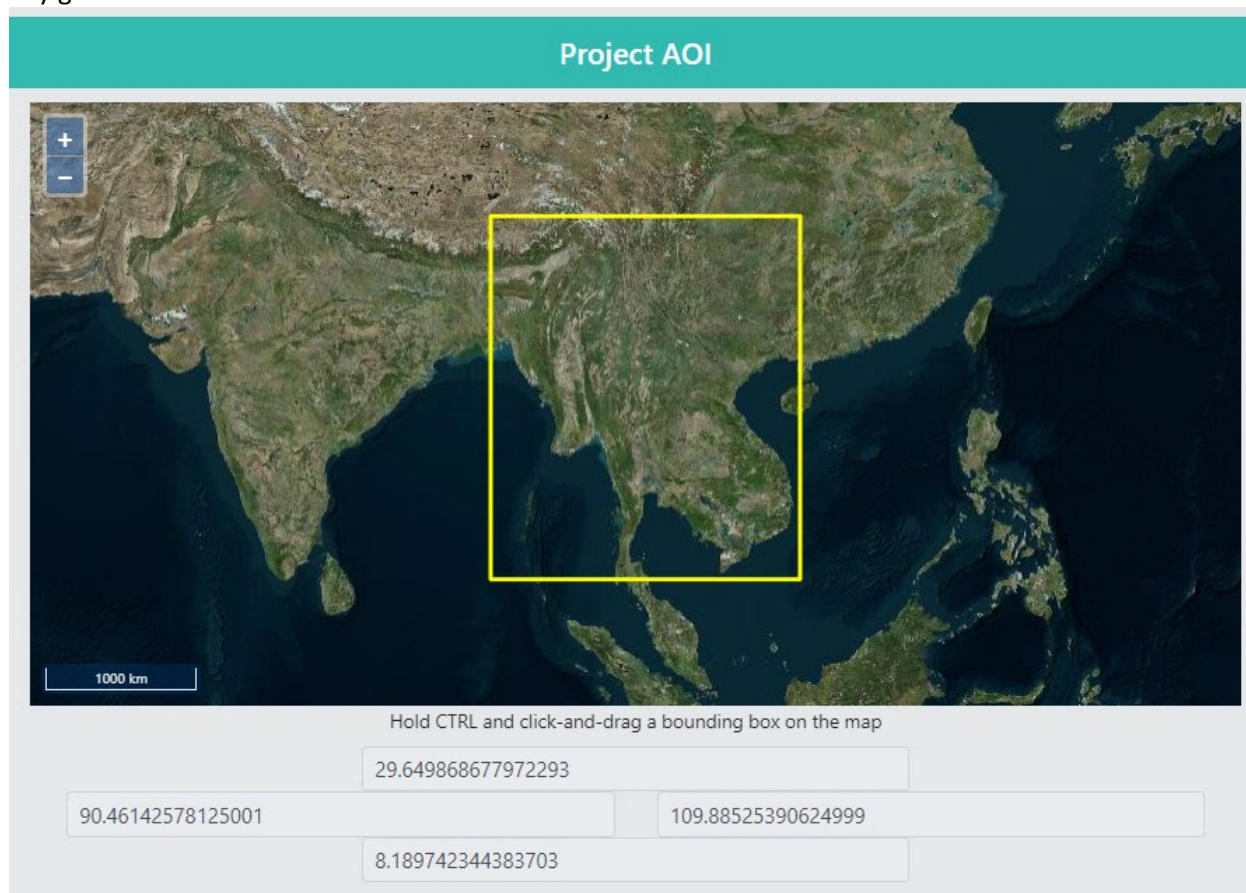 Project AOI
+
−
1000 km
Hold CTRL and click-and-drag a bounding box on the map
29.649868677972293
90.46142578125001
109.88525390624999
8.189742344383703